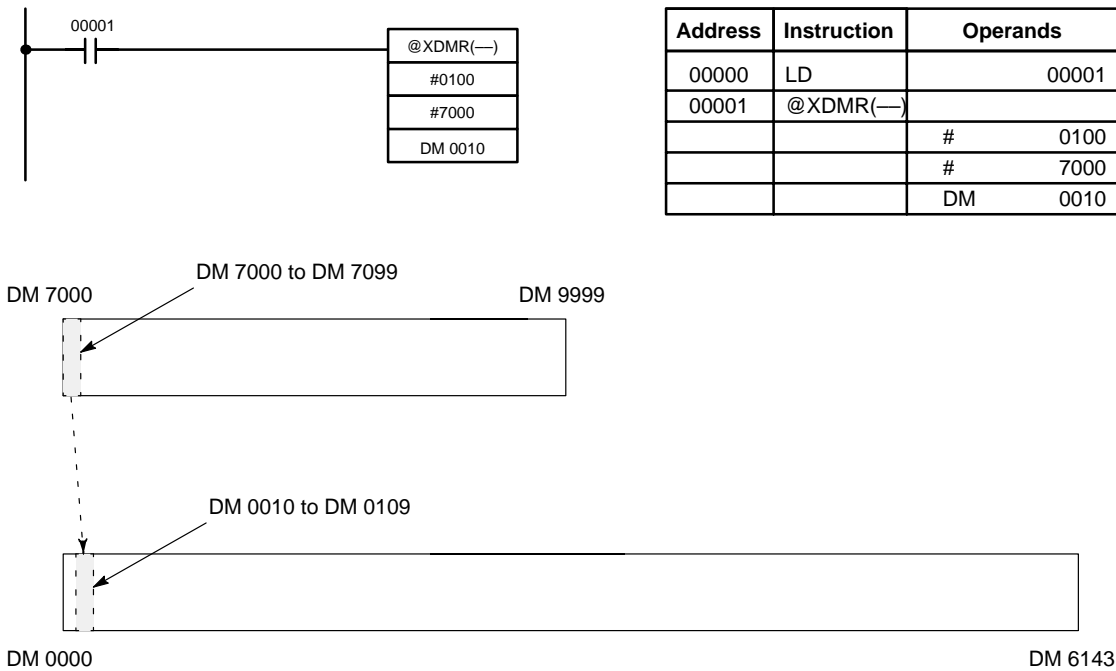 00001
@XDMR(––)
#0100
#7000
DM 0010
Address Instruction Operands
00000 LD 00001
00001 @XDMR(––)
# 0100
# 7000
DM 0010
DM 7000 to DM 7099
DM 7000 DM 9999
DM 0010 to DM 0109
DM 0000 DM 6143